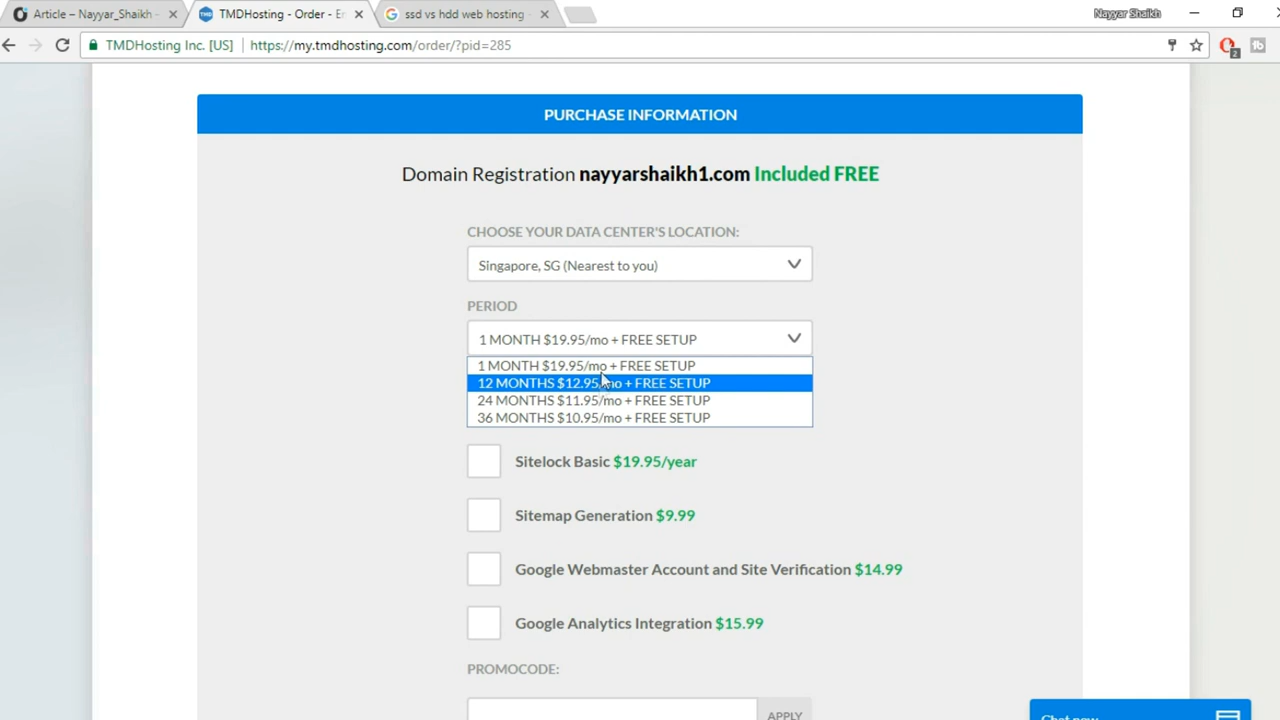 Article – Nayyar_Shaikh -
TMDHosting - Order - Er
ssd vs hdd web hosting
Nayyar Shaikh
TMDHosting Inc. [US]
https://my.tmdhosting.com/order/?pid=285
2
PURCHASE INFORMATION
Domain Registration nayyarshaikh1.com Included FREE
CHOOSE YOUR DATA CENTER'S LOCATION:
Singapore, SG (Nearest to you)
PERIOD
1 MONTH $19.95/mo + FREE SETUP
1 MONTH $19.95/mo + FREE SETUP
12 MONTHS $12.95/mo + FREE SETUP
24 MONTHS $11.95/mo + FREE SETUP
36 MONTHS $10.95/mo + FREE SETUP
Sitelock Basic $19.95/year
Sitemap Generation $9.99
Google Webmaster Account and Site Verification $14.99
Google Analytics Integration $15.99
PROMOCODE:
APPLY
Chat now